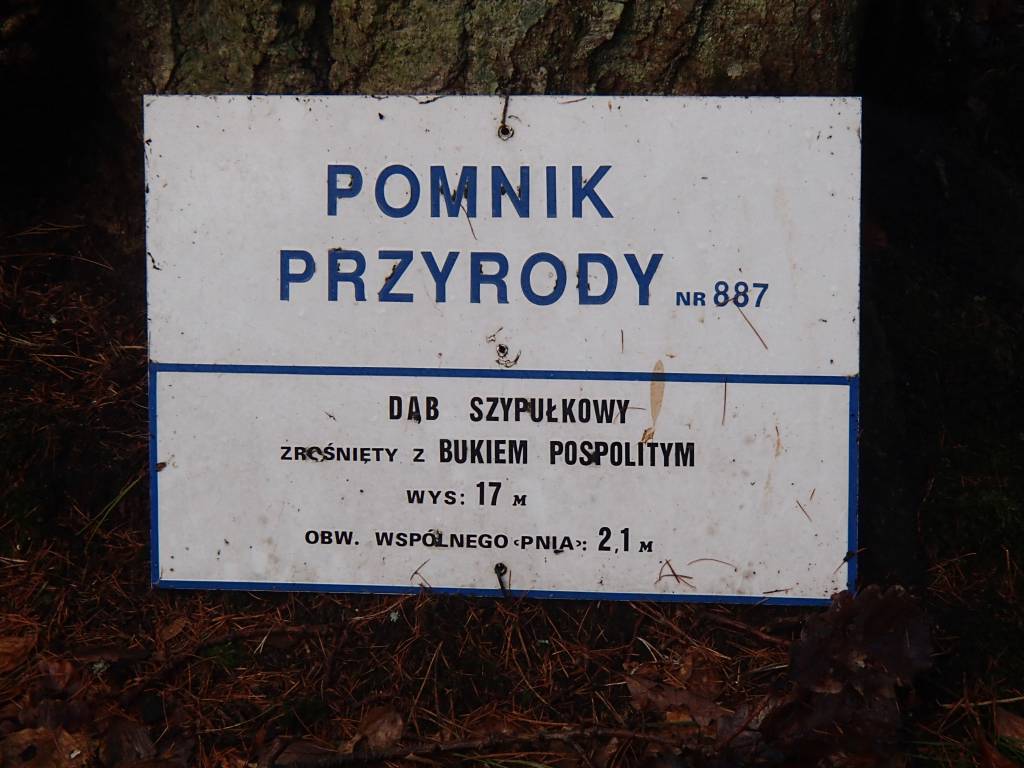 POMNIK
PRZYRODY NR 887
DĄB SZYPUŁKOWY
ZROŚNIĘTY Z BUKIEM POSPOLITYM
WYS: 17 M
OBW. WSPÓLNEGO ‹PNIA›: 2,1 M